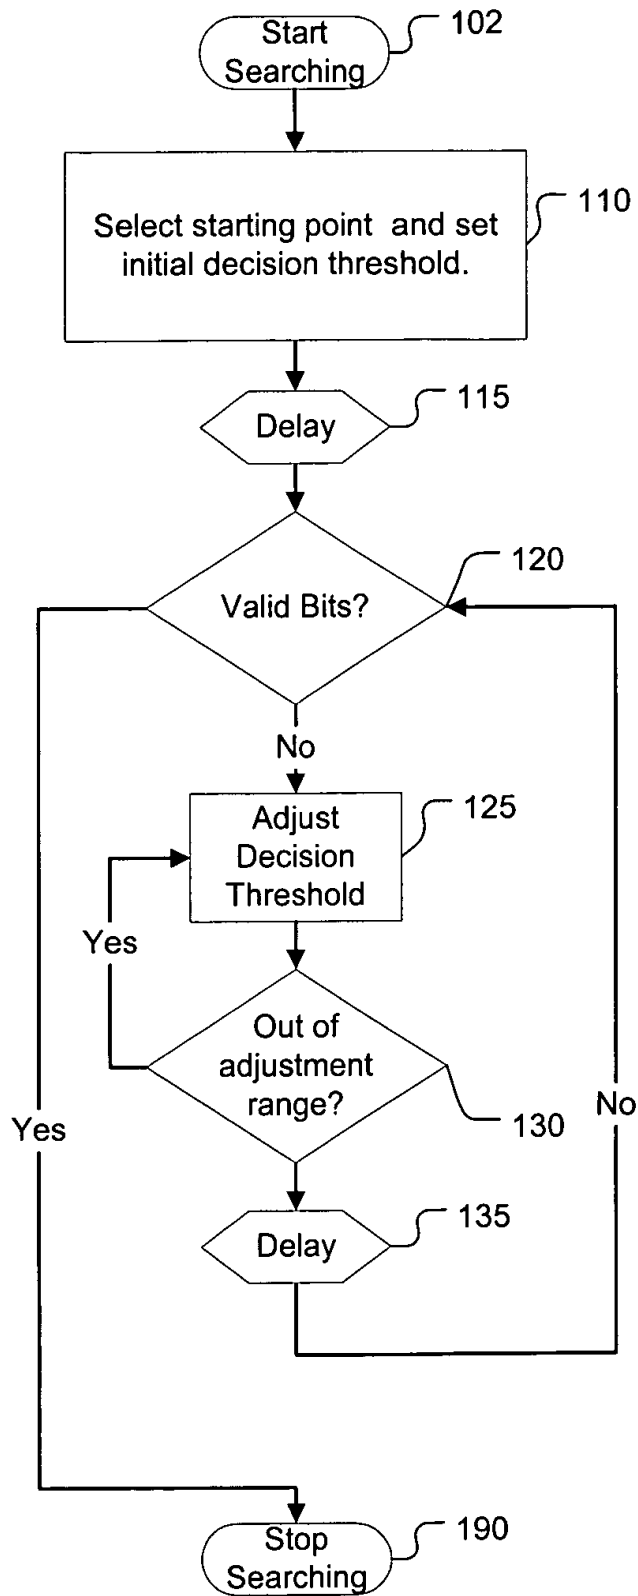 Start
Searching
102
Select starting point and set
initial decision threshold.
110
Delay
115
Valid Bits?
120
No
Adjust
Decision
Threshold
125
Yes
Out of
adjustment
range?
130
No
Yes
Delay
135
Stop
Searching
190